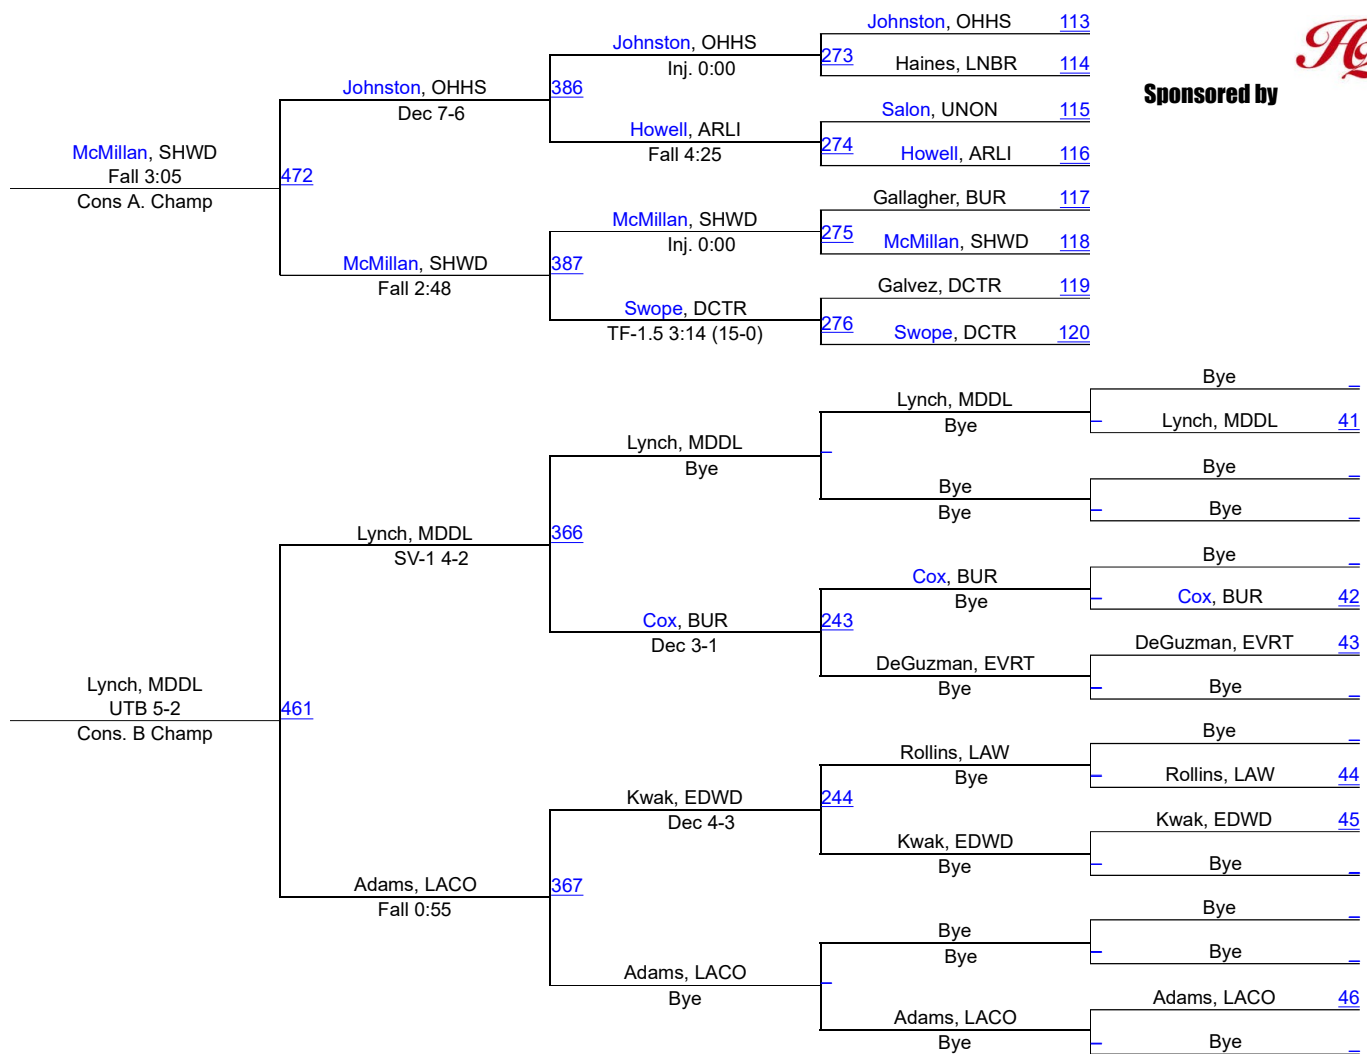 Johnston, OHHS 113
Johnston, OHHS
Inj. 0:00
273
Haines, LNBR 114
Johnston, OHHS
Dec 7-6
386
Sponsored by
Salon, UNON 115
Howell, ARLI
Fall 4:25
274
Howell, ARLI 116
McMillan, SHWD
Fall 3:05
Cons A. Champ
472
Gallagher, BUR 117
McMillan, SHWD
Inj. 0:00
275
McMillan, SHWD 118
McMillan, SHWD
Fall 2:48
387
Galvez, DCTR 119
Swope, DCTR
TF-1.5 3:14 (15-0)
276
Swope, DCTR 120
Bye _
Lynch, MDDL
Bye
_
Lynch, MDDL 41
Lynch, MDDL
Bye
_
Bye _
Bye
Bye
_
Bye _
Lynch, MDDL
SV-1 4-2
366
Bye _
Cox, BUR
Bye
_
Cox, BUR 42
Cox, BUR
Dec 3-1
243
DeGuzman, EVRT 43
DeGuzman, EVRT
Bye
_
Bye _
Lynch, MDDL
UTB 5-2
Cons. B Champ
461
Bye _
Rollins, LAW
Bye
_
Rollins, LAW 44
Kwak, EDWD
Dec 4-3
244
Kwak, EDWD 45
Kwak, EDWD
Bye
_
Bye _
Adams, LACO
Fall 0:55
367
Bye _
Bye
Bye
_
Bye _
Adams, LACO
Bye
_
Adams, LACO 46
Adams, LACO
Bye
_
Bye _